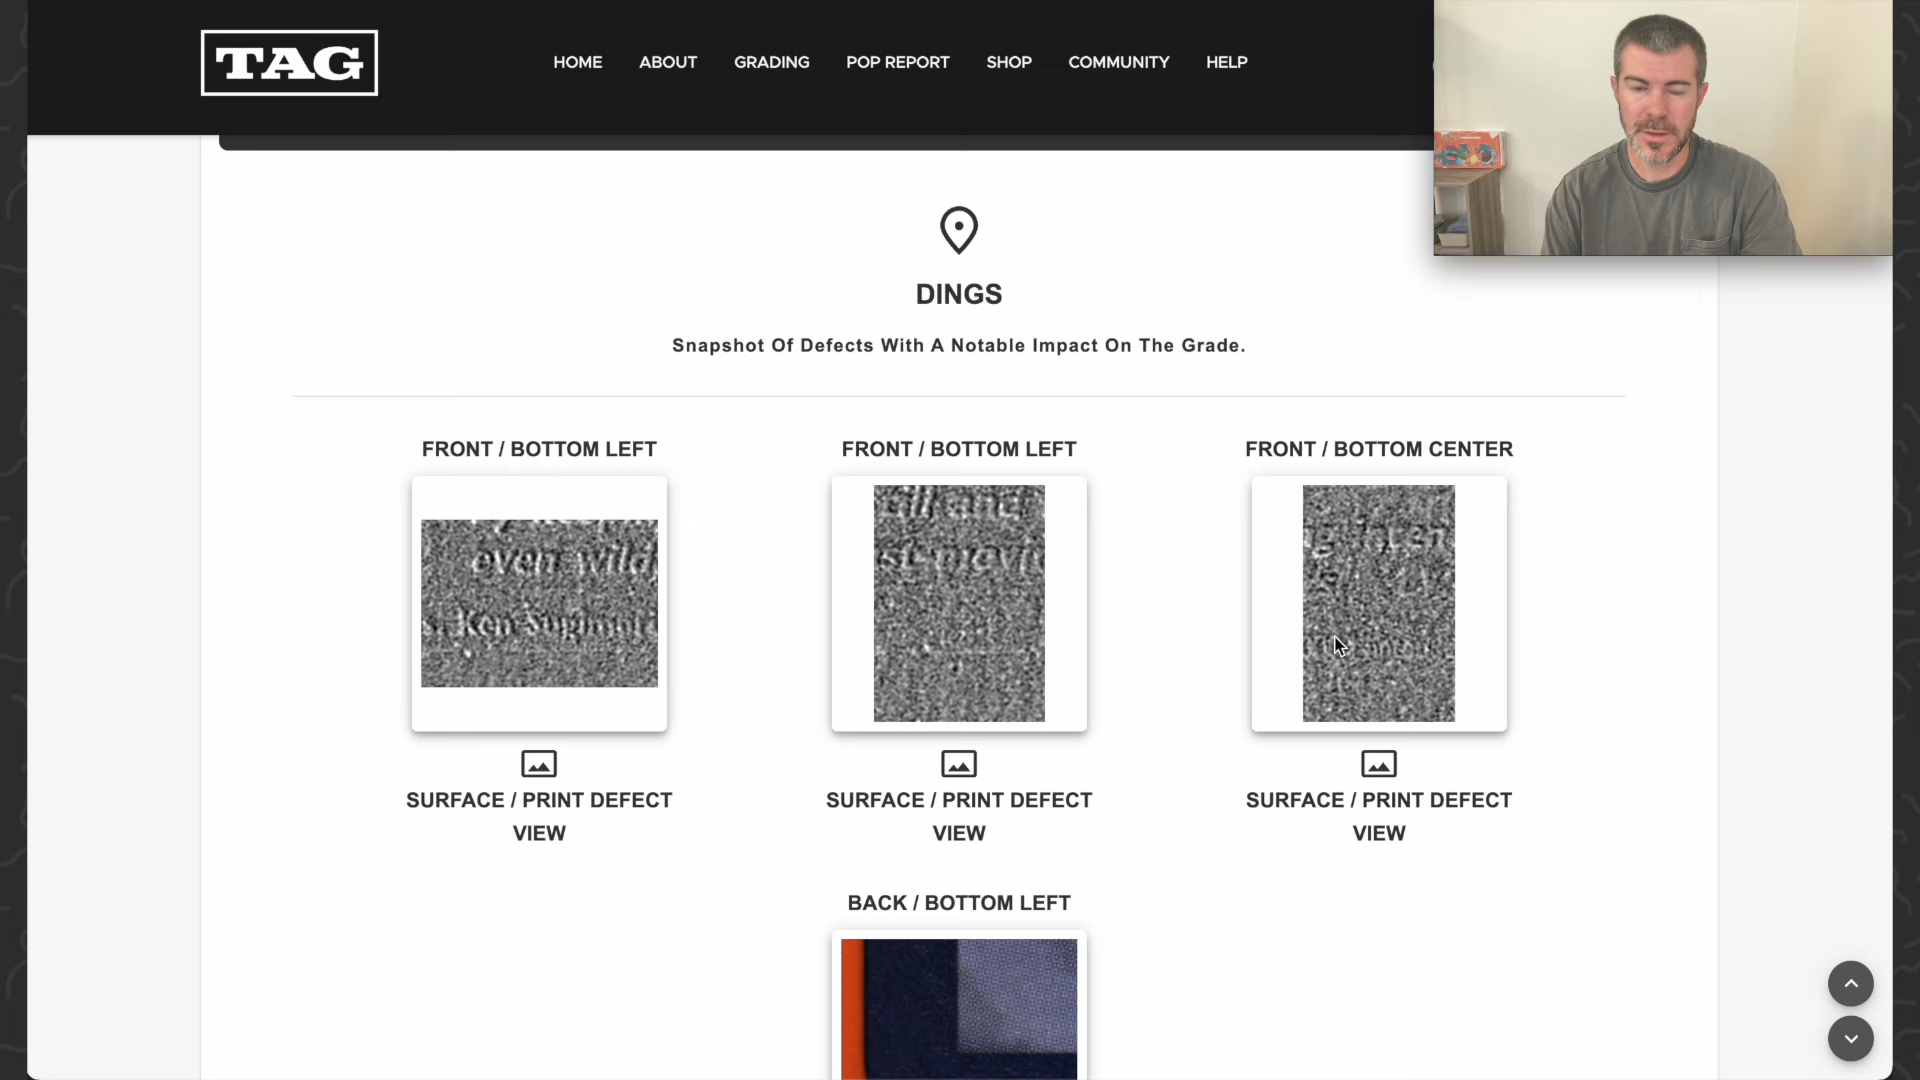 TAG
HOME ABOUT GRADING POP REPORT SHOP COMMUNITY HELP
DINGS
Snapshot Of Defects With A Notable Impact On The Grade.
FRONT / BOTTOM LEFT
even wild
Ken Sugimori
SURFACE / PRINT DEFECT
VIEW
FRONT / BOTTOM LEFT
SURFACE / PRINT DEFECT
VIEW
FRONT / BOTTOM CENTER
SURFACE / PRINT DEFECT
VIEW
BACK / BOTTOM LEFT